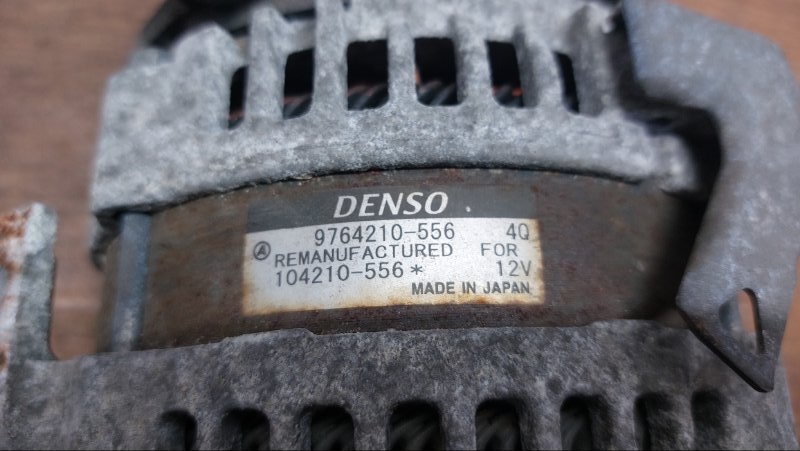 DENSO
9764210-556 4Q
REMANUFACTURED FOR
104210-556* 12V
MADE IN JAPAN